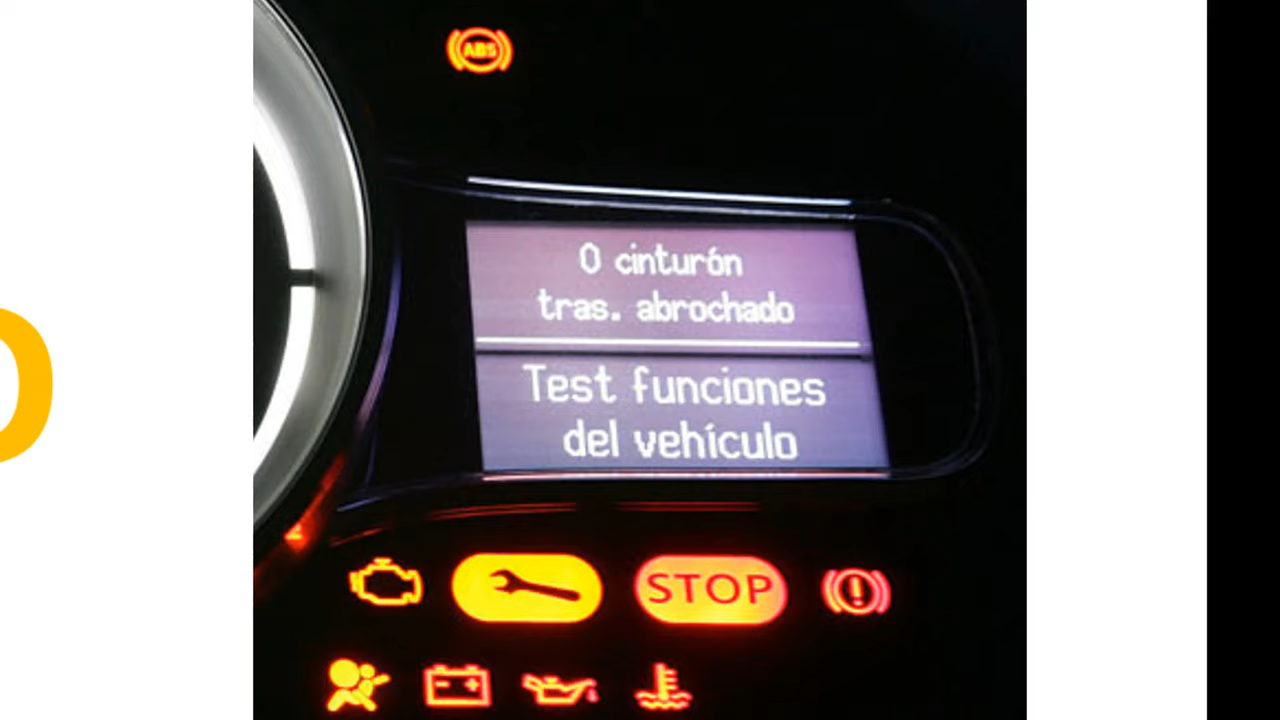 ABS
0 cinturón
tras. abrochado
Test funciones
del vehículo
STOP